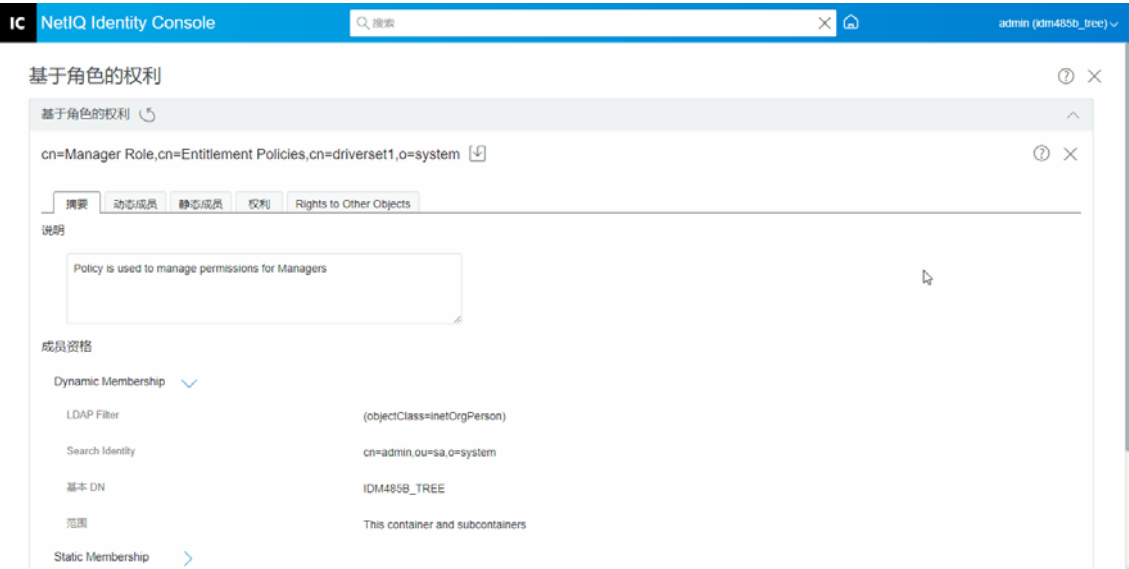 IC NetIQ Identity Console 搜索 admin (idm485b_tree)
基于角色的权利
基于角色的权利
cn=Manager Role,cn=Entitlement Policies,cn=driverset1,o=system
摘要 动态成员 静态成员 权利 Rights to Other Objects
说明
Policy is used to manage permissions for Managers
成员资格
Dynamic Membership
LDAP Filter (objectClass=inetOrgPerson)
Search Identity cn=admin,ou=sa,o=system
基本 DN IDM485B_TREE
范围 This container and subcontainers
Static Membership